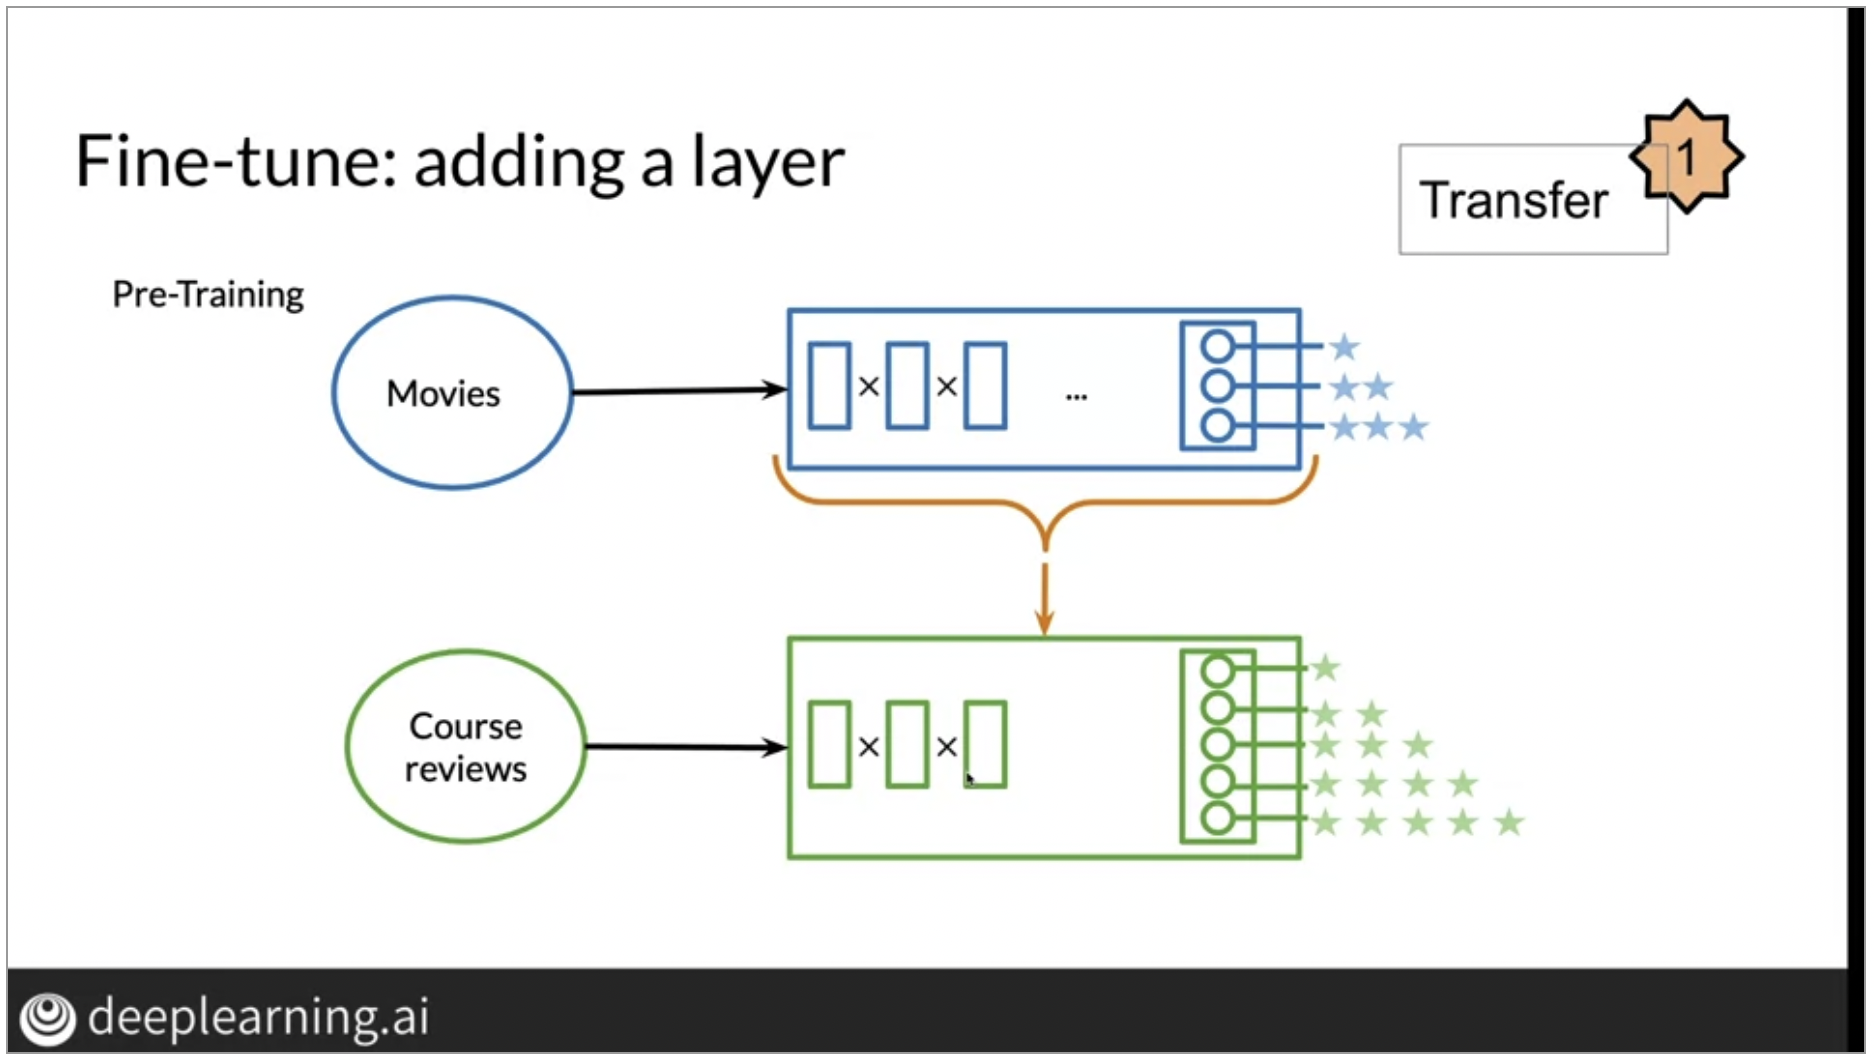 Fine-tune: adding a layer
1
Transfer
Pre-Training
Movies
× ×
...
Course
reviews
× ×
deeplearning.ai